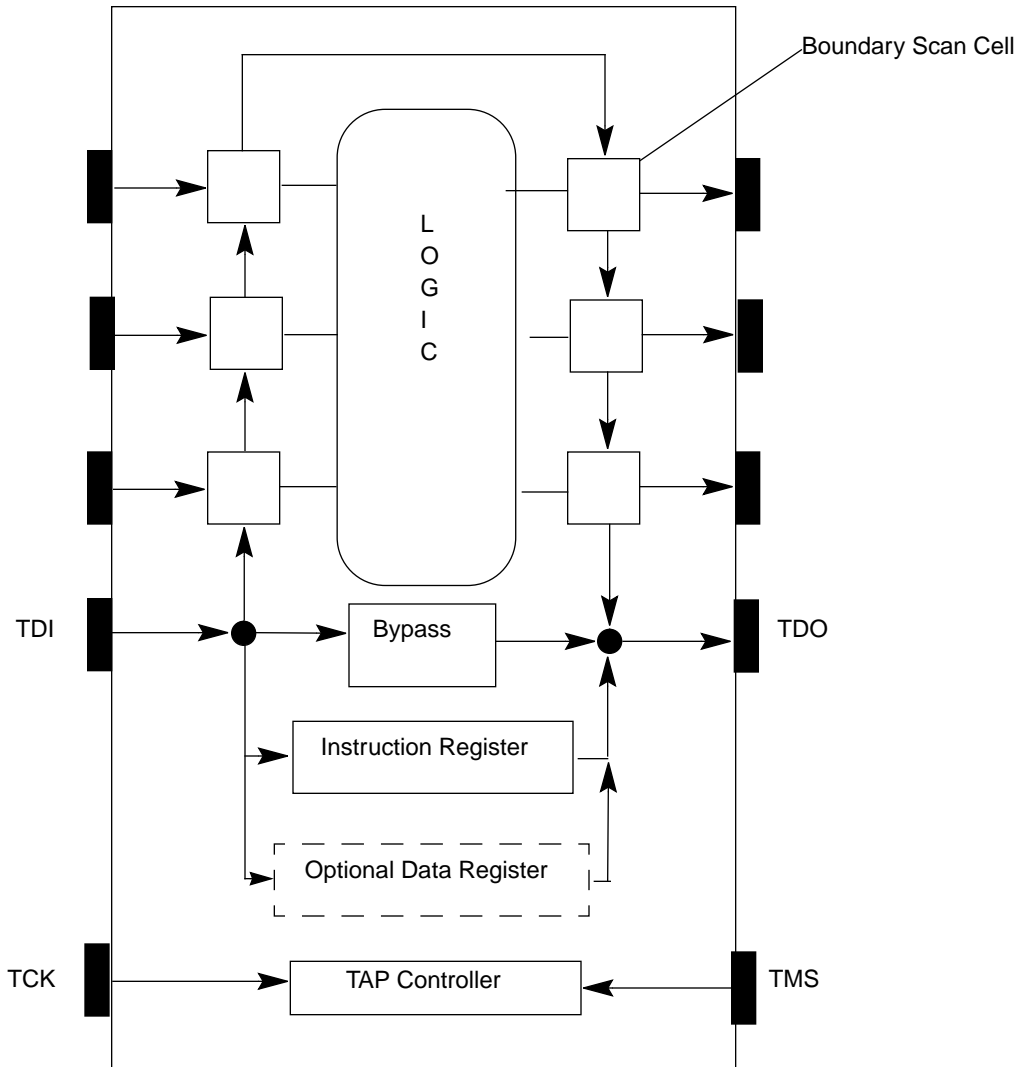 Boundary Scan Cell
L
O
G
I
C
TDI
Bypass
TDO
Instruction Register
Optional Data Register
TCK
TAP Controller
TMS